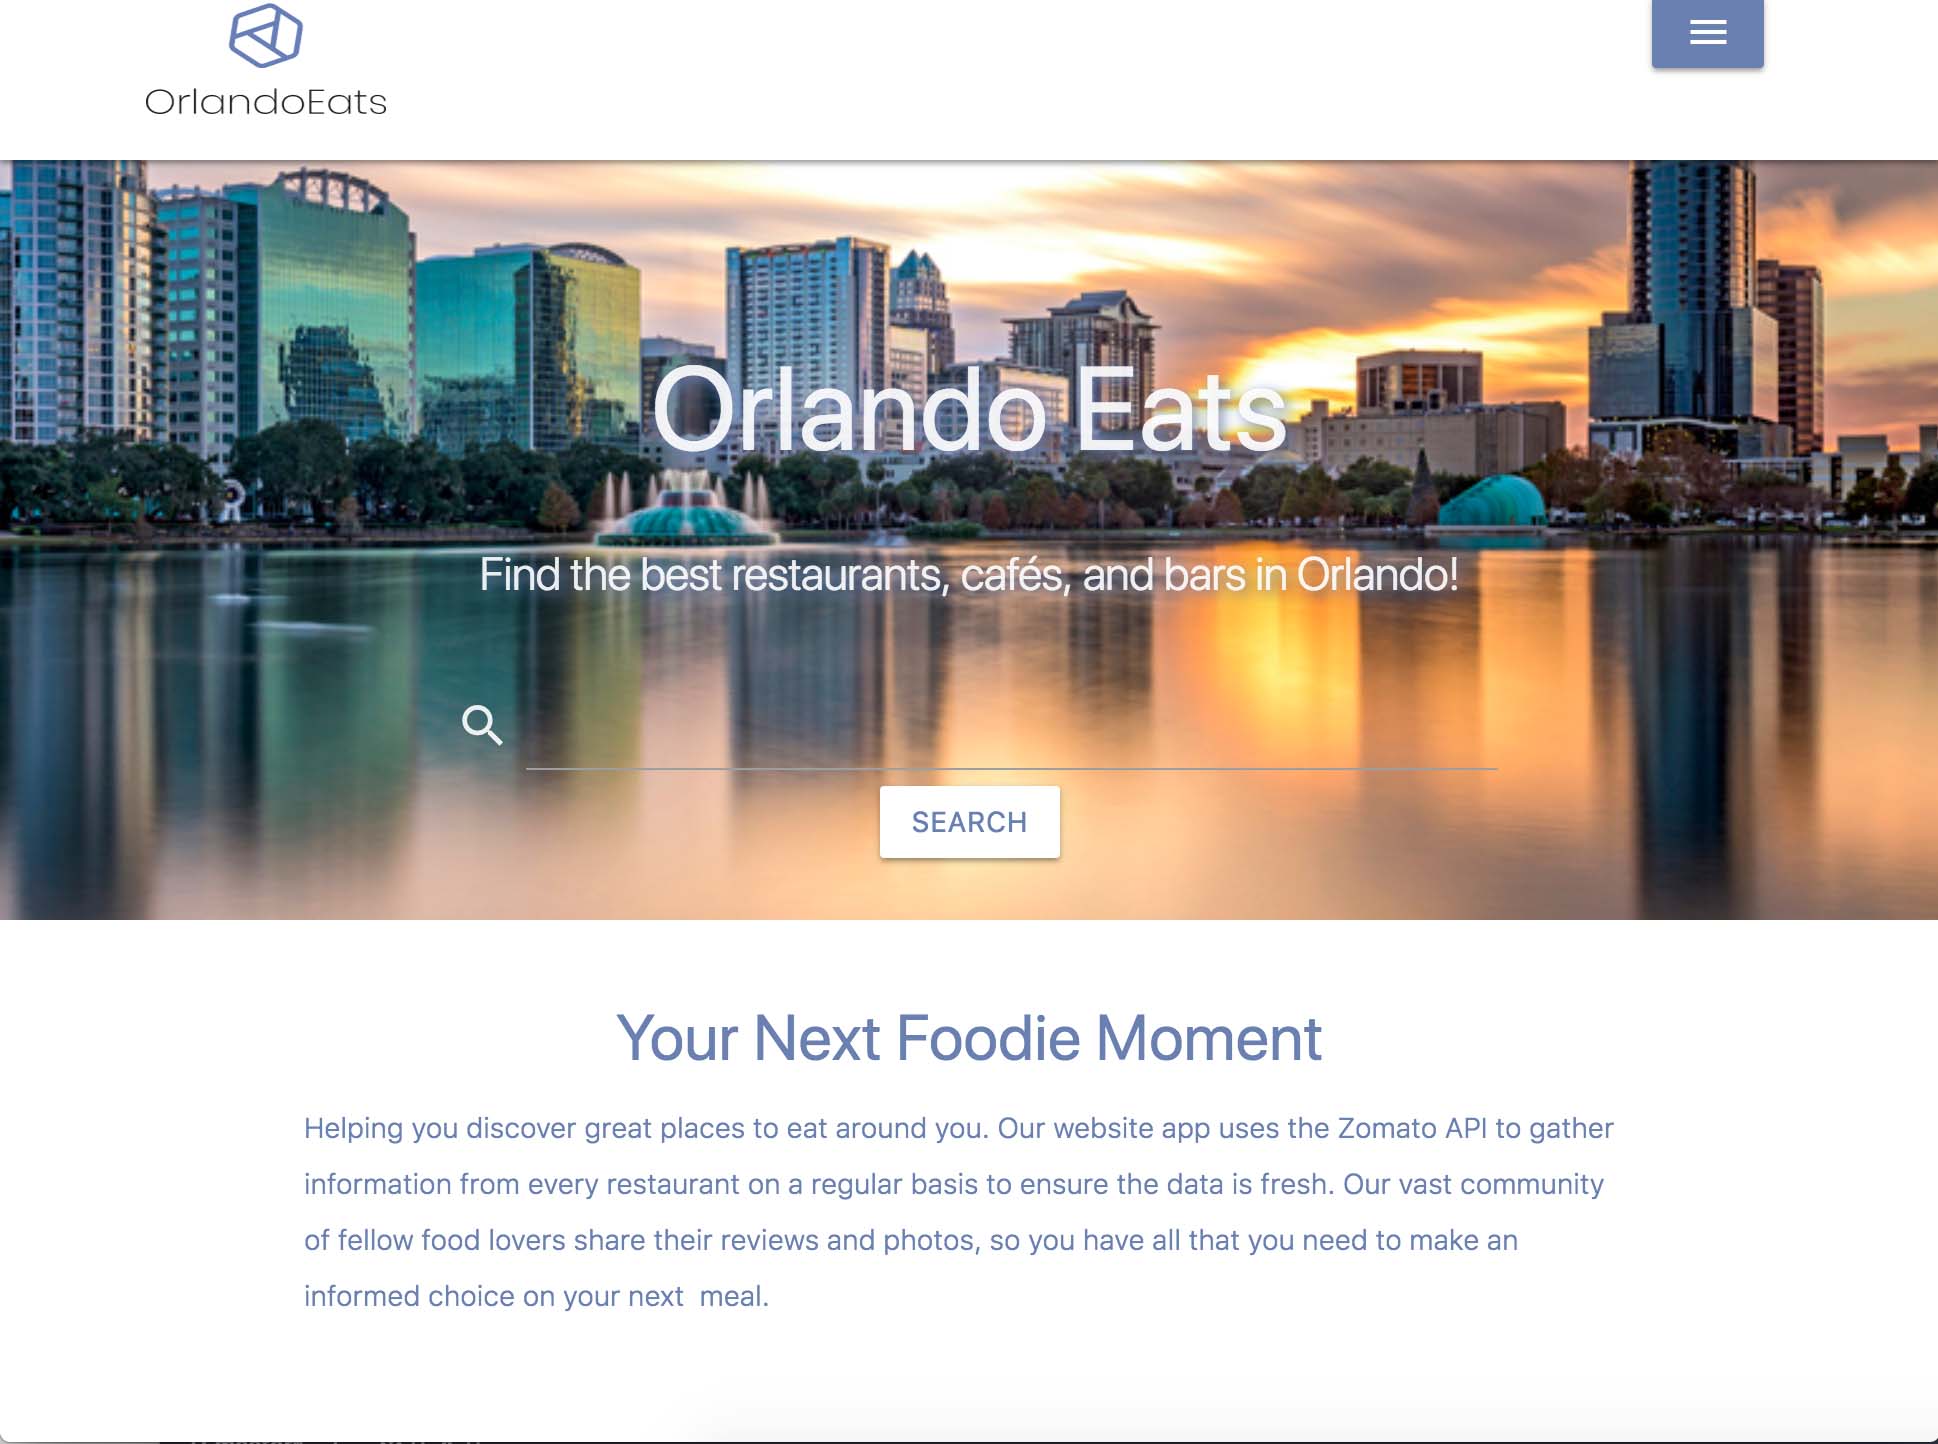 OrlandoEats
Orlando Eats
Find the best restaurants, cafés, and bars in Orlando!
SEARCH
Your Next Foodie Moment
Helping you discover great places to eat around you. Our website app uses the Zomato API to gather
information from every restaurant on a regular basis to ensure the data is fresh. Our vast community
of fellow food lovers share their reviews and photos, so you have all that you need to make an
informed choice on your next  meal.